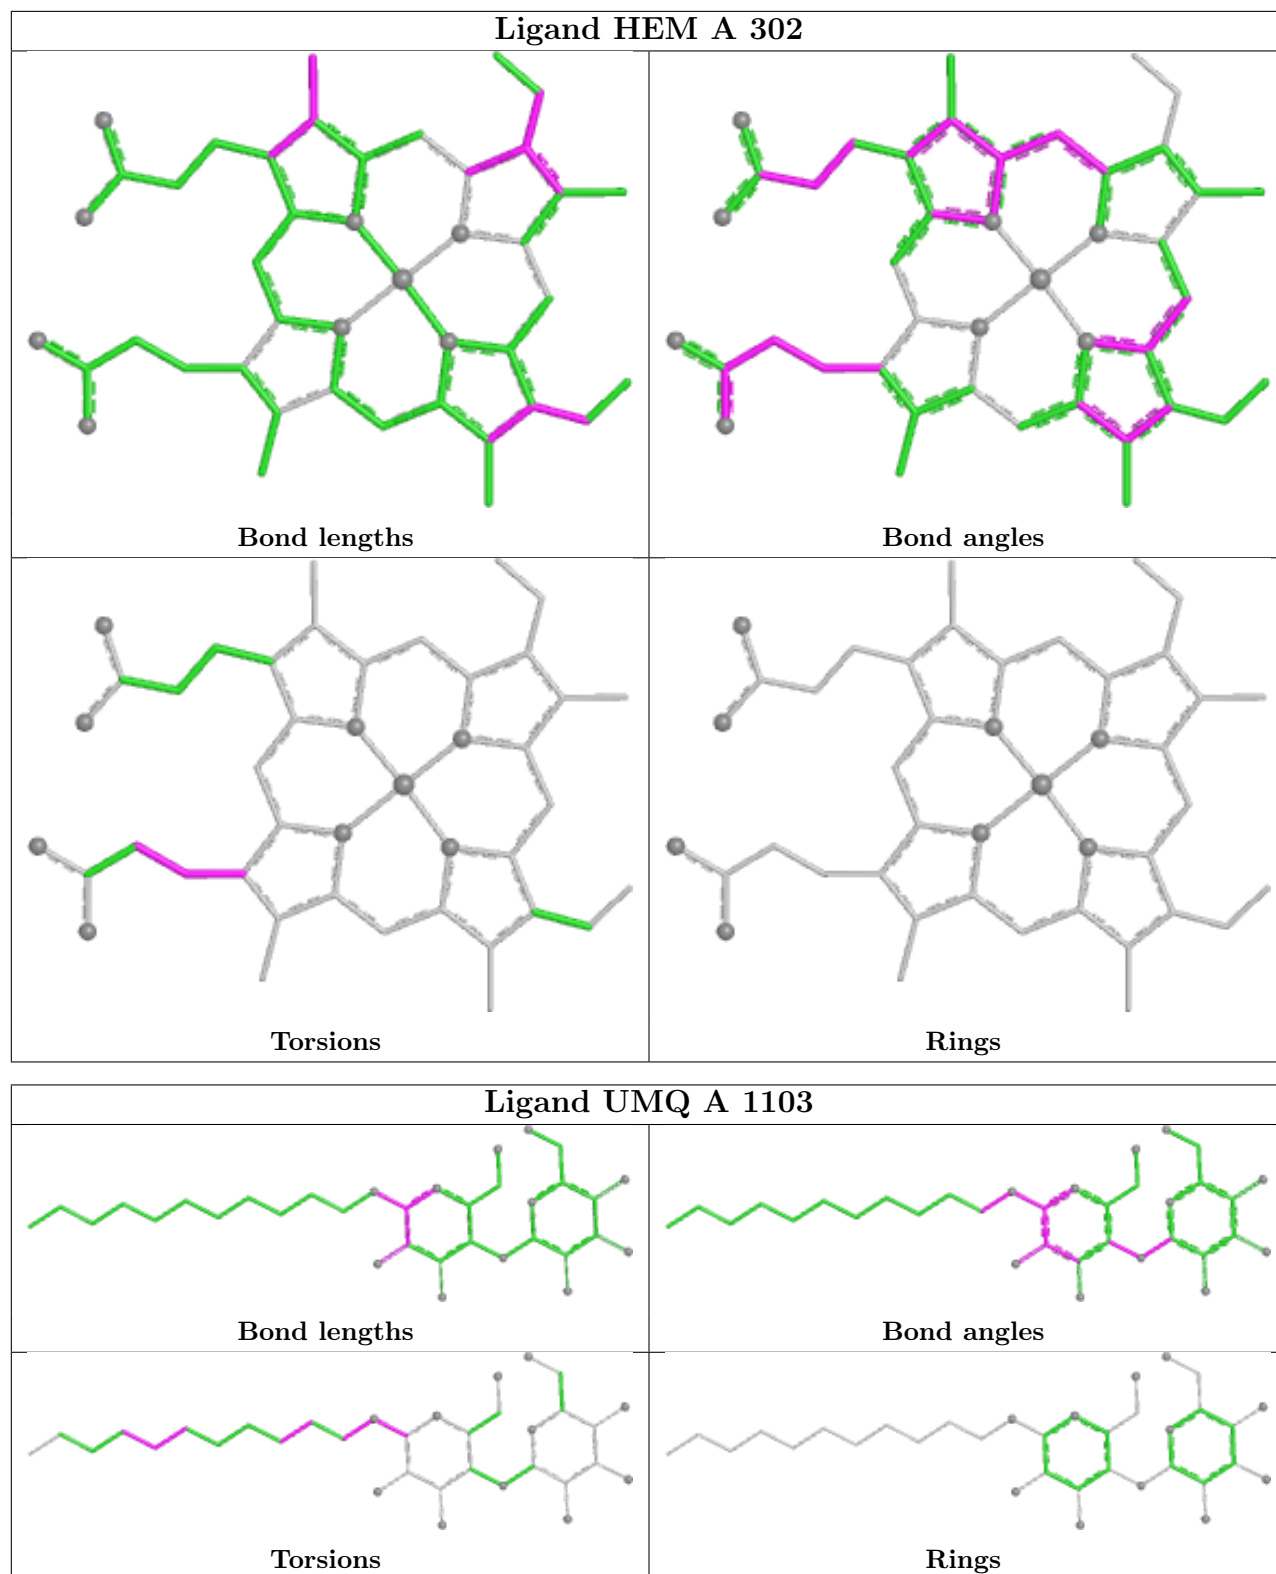 Ligand HEM A 302
Bond lengths
Bond angles
Torsions
Rings
Ligand UMQ A 1103
Bond lengths
Bond angles
Torsions
Rings